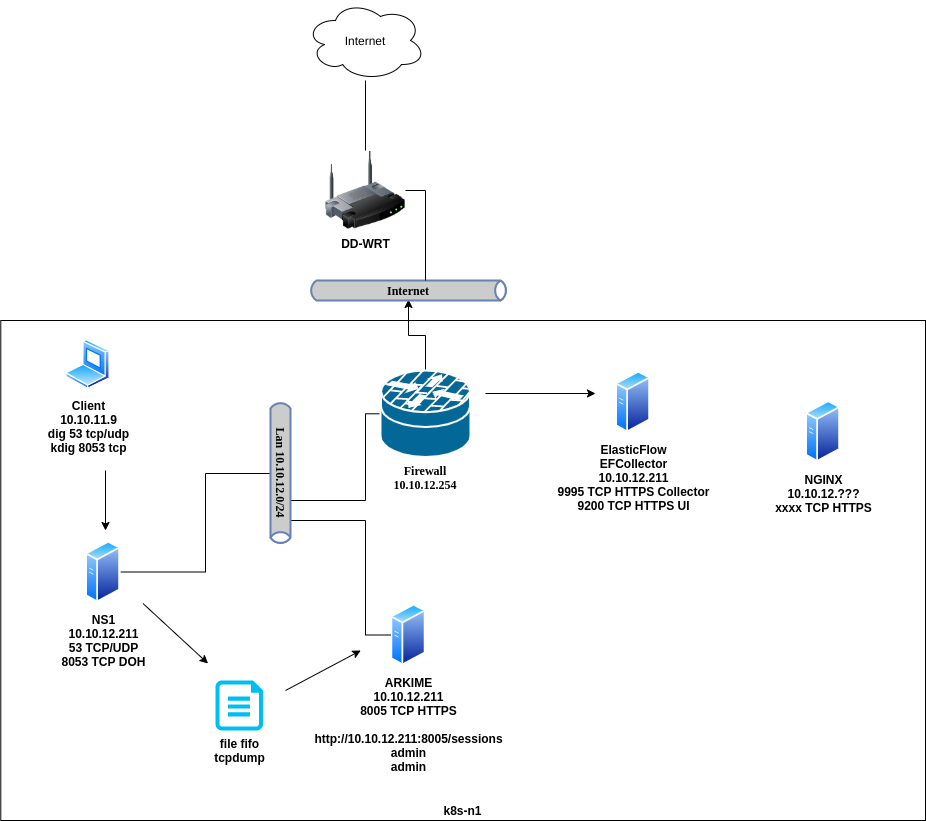 Internet
DD-WRT
Internet
Client
10.10.11.9
dig 53 tcp/udp
kdig 8053 tcp
Lan 10.10.12.0/24
Firewall
10.10.12.254
ElasticFlow
EFCollector
10.10.12.211
9995 TCP HTTPS Collector
9200 TCP HTTPS UI
NGINX
10.10.12.???
xxxx TCP HTTPS
NS1
10.10.12.211
53 TCP/UDP
8053 TCP DOH
file fifo
tcpdump
ARKIME
10.10.12.211
8005 TCP HTTPS
http://10.10.12.211:8005/sessions
admin
admin
k8s-n1